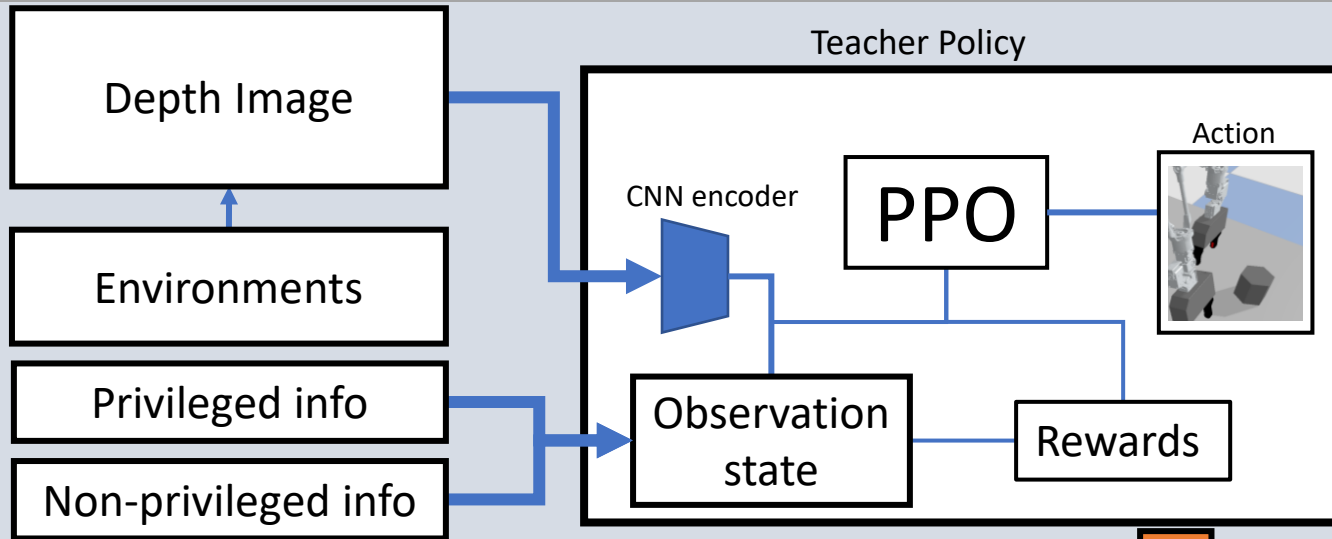 Teacher Policy
Depth Image
Environments
Privileged info
Non-privileged info
CNN encoder
PPO
Action
Observation
state
Rewards